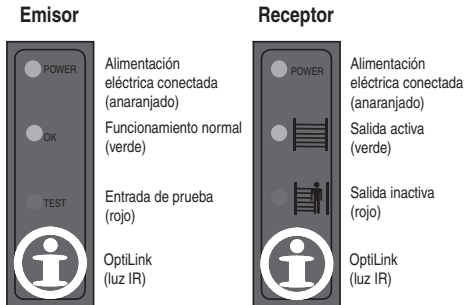 Emisor
POWER
Alimentación
eléctrica conectada
(anaranjado)
OK
Funcionamiento normal
(verde)
TEST
Entrada de prueba
(rojo)
OptiLink
(luz IR)
Receptor
POWER
Alimentación
eléctrica conectada
(anaranjado)
Salida activa
(verde)
Salida inactiva
(rojo)
OptiLink
(luz IR)